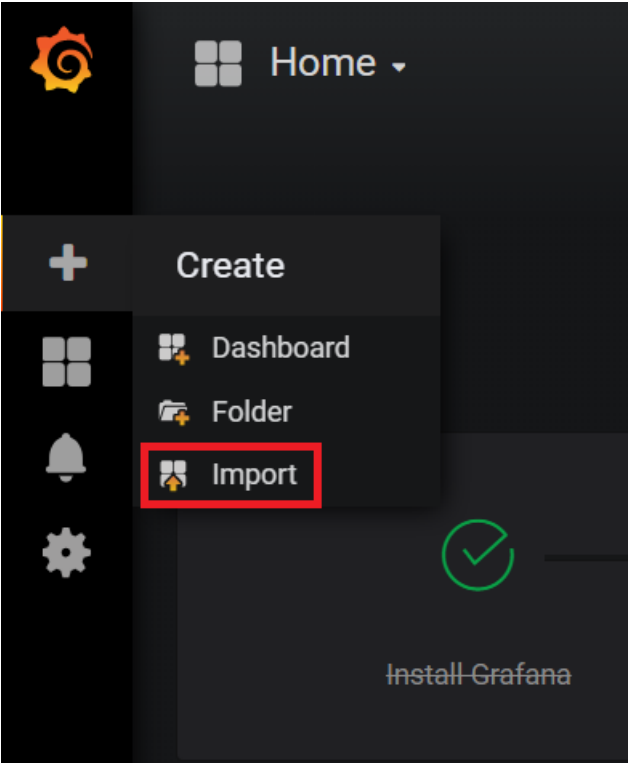 Home
Create
Dashboard
Folder
Import
Install Grafana